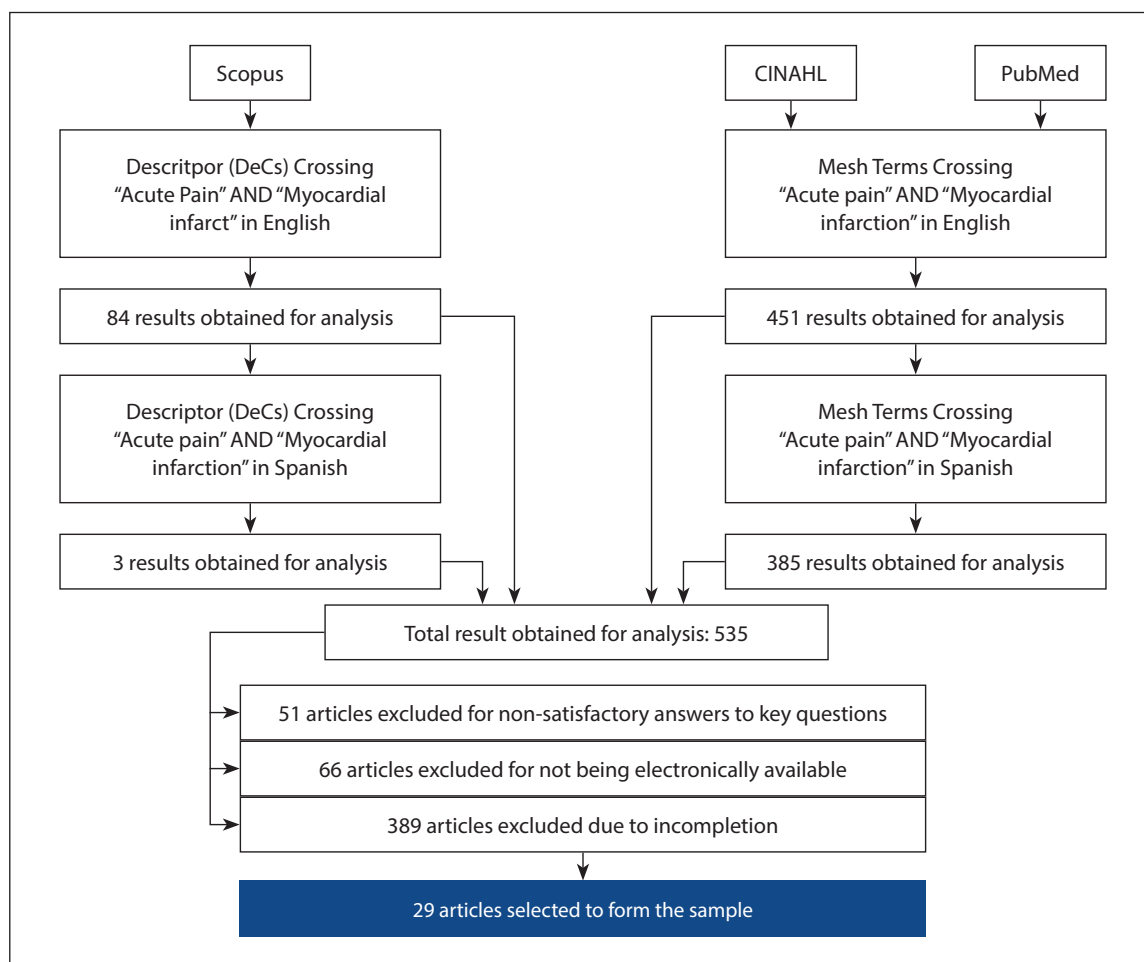 Scopus
CINAHL
PubMed
Descritpor (DeCs) Crossing
“Acute Pain” AND “Myocardial
infarct” in English
Mesh Terms Crossing
“Acute pain” AND “Myocardial
infarction” in English
84 results obtained for analysis
451 results obtained for analysis
Descriptor (DeCs) Crossing
“Acute pain” AND “Myocardial
infarction” in Spanish
Mesh Terms Crossing
“Acute pain” AND “Myocardial
infarction” in Spanish
3 results obtained for analysis
385 results obtained for analysis
Total result obtained for analysis: 535
51 articles excluded for non-satisfactory answers to key questions
66 articles excluded for not being electronically available
389 articles excluded due to incompletion
29 articles selected to form the sample